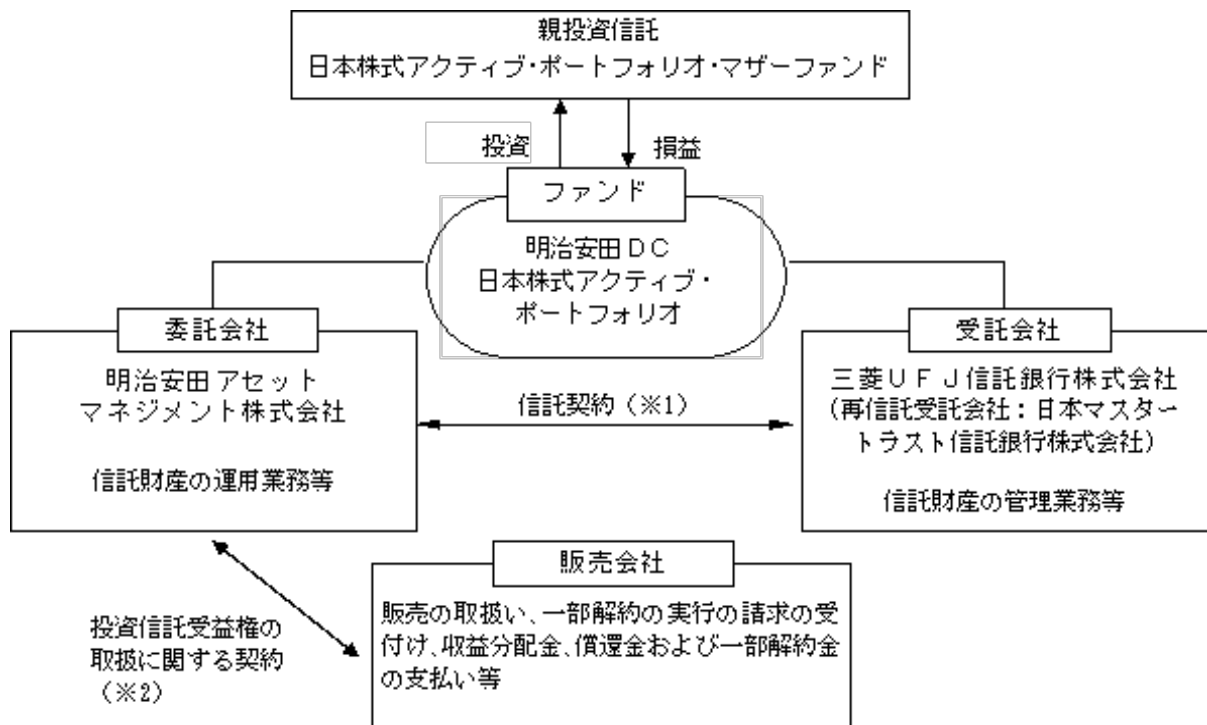 親投資信託
日本株式アクティブ・ポートフォリオ・マザーファンド
投資
損益
ファンド
明治安田ＤＣ
日本株式アクティブ・
ポートフォリオ
委託会社
明治安田アセット
マネジメント株式会社
信託財産の運用業務等
信託契約（※1）
受託会社
三菱ＵＦＪ信託銀行株式会社
（再信託受託会社：日本マスター
トラスト信託銀行株式会社）
信託財産の管理業務等
投資信託受益権の
取扱に関する契約
（※2）
販売会社
販売の取扱い、一部解約の実行の請求の受
付け、収益分配金、償還金および一部解約金
の支払い等